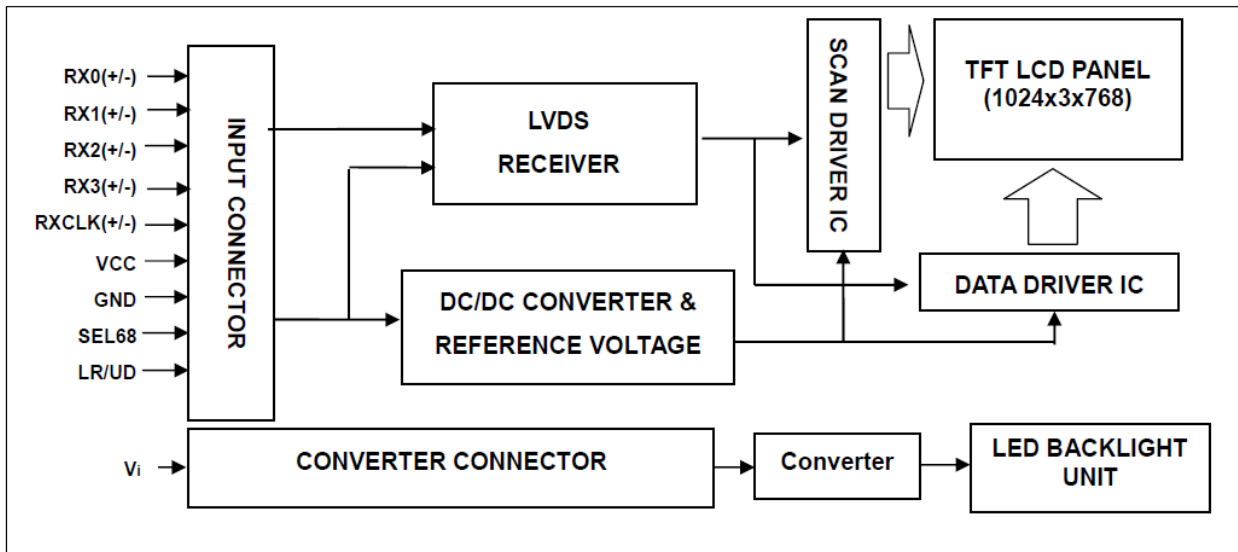 RX0(+/-)
RX1(+/-)
RX2(+/-)
RX3(+/-)
RXCLK(+/-)
VCC
GND
SEL68
LR/UD
INPUT CONNECTOR
LVDS
RECEIVER
DC/DC CONVERTER &
REFERENCE VOLTAGE
SCAN DRIVER IC
TFT LCD PANEL
(1024x3x768)
DATA DRIVER IC
Vi
CONVERTER CONNECTOR
Converter
LED BACKLIGHT
UNIT